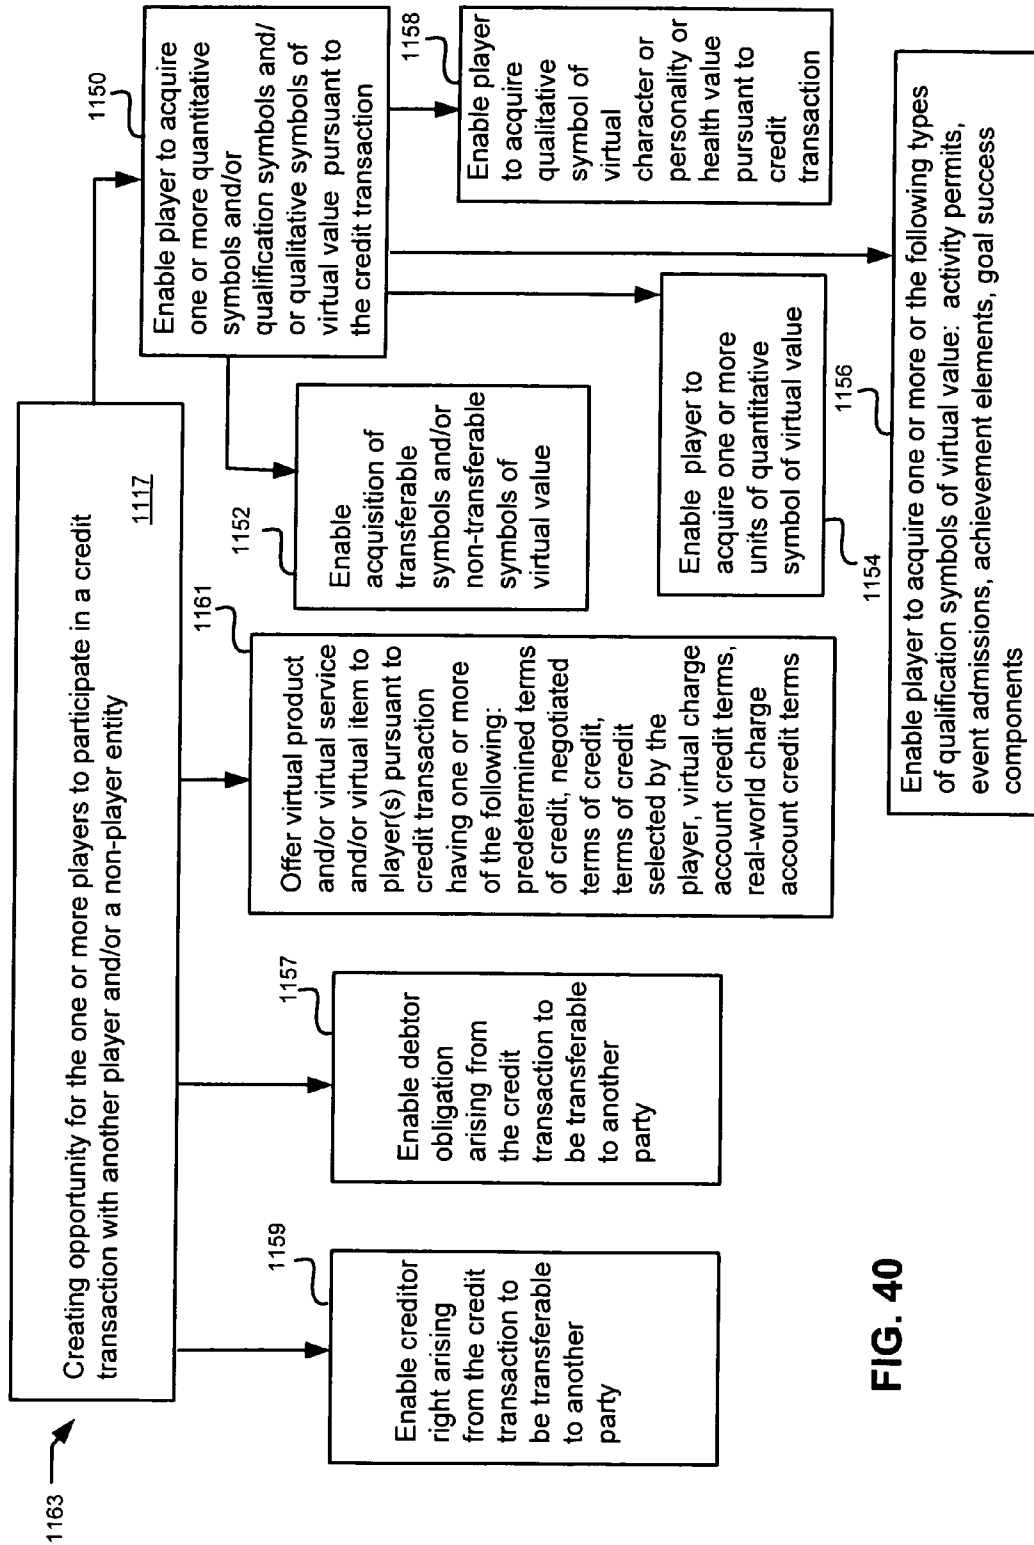 1163
Creating opportunity for the one or more players to participate in a credit
transaction with another player and/or a non-player entity
1117
1159
Enable creditor
right arising
from the credit
transaction to
be transferable
to another
party
1157
Enable debtor
obligation
arising from
the credit
transaction to
be transferable
to another
party
1161
Offer virtual product
and/or virtual service
and/or virtual item to
player(s) pursuant to
credit transaction
having one or more
of the following:
predetermined terms
of credit, negotiated
terms of credit,
terms of credit
selected by the
player, virtual charge
account credit terms,
real-world charge
account credit terms
1150
Enable player to acquire
one or more quantitative
symbols and/or
qualification symbols and/
or qualitative symbols of
virtual value pursuant to
the credit transaction
1152
Enable
acquisition of
transferable
symbols and/or
non-transferable
symbols of
virtual value
1158
Enable player
to acquire
qualitative
symbol of
virtual
character or
personality or
health value
pursuant to
credit
transaction
Enable player to
acquire one or more
units of quantitative
symbol of virtual value
1154
1156
Enable player to acquire one or more or the following types
of qualification symbols of virtual value: activity permits,
event admissions, achievement elements, goal success
components
FIG. 40